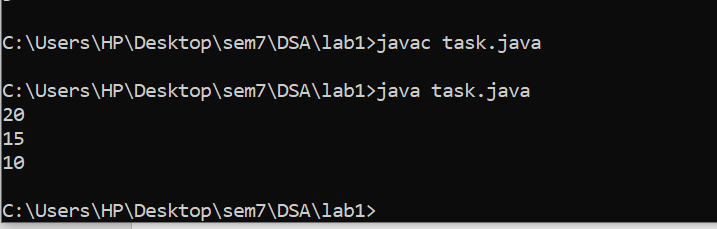 C:\Users\HP\Desktop\sem7\DSA\lab1>javac task.java
C:\Users\HP\Desktop\sem7\DSA\lab1>java task.java
20
15
10
C:\Users\HP\Desktop\sem7\DSA\lab1>